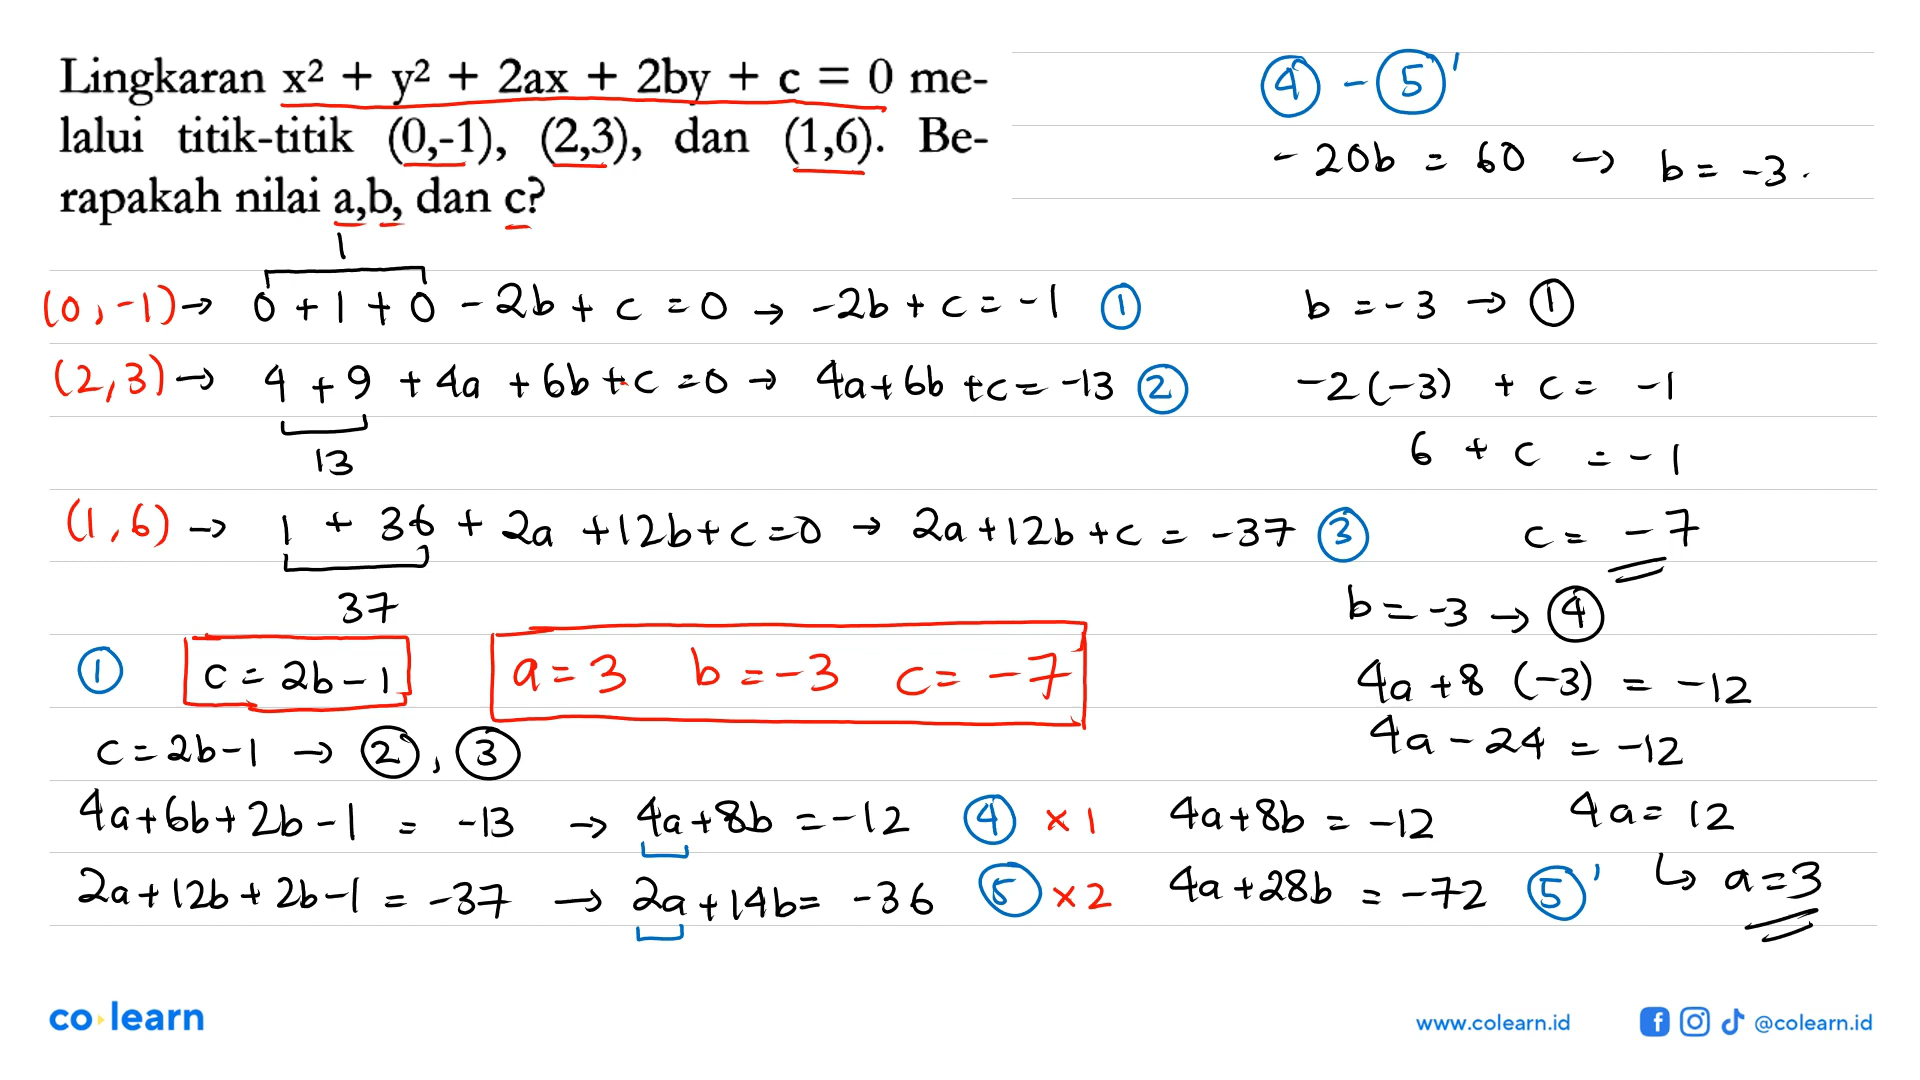 Lingkaran x² + y² + 2ax + 2by + c = 0 me-
lalui titik-titik (0,-1), (2,3), dan (1,6). Be-
rapakah nilai a,b, dan c?
④ - ⑤'
- 20b = 60 → b = -3.
1
(0,-1) → 0 + 1 + 0 - 2b + c = 0 → -2b + c = -1 ①
(2,3) → 4 + 9 + 4a + 6b + c = 0 → 4a + 6b + c = -13 ②
13
(1,6) → 1 + 36 + 2a + 12b + c = 0 → 2a + 12b + c = -37 ③
37
① c = 2b - 1
a = 3 b = -3 c = -7
c = 2b - 1 → ②, ③
4a + 6b + 2b - 1 = -13 → 4a + 8b = -12 ④ × 1 4a + 8b = -12
2a + 12b + 2b - 1 = -37 → 2a + 14b = -36 ⑤ × 2 4a + 28b = -72 ⑤'
b = -3 → ①
-2(-3) + c = -1
6 + c = -1
c = -7
b = -3 → ④
4a + 8 (-3) = -12
4a - 24 = -12
4a = 12
↳ a = 3
co learn
www.colearn.id
@colearn.id